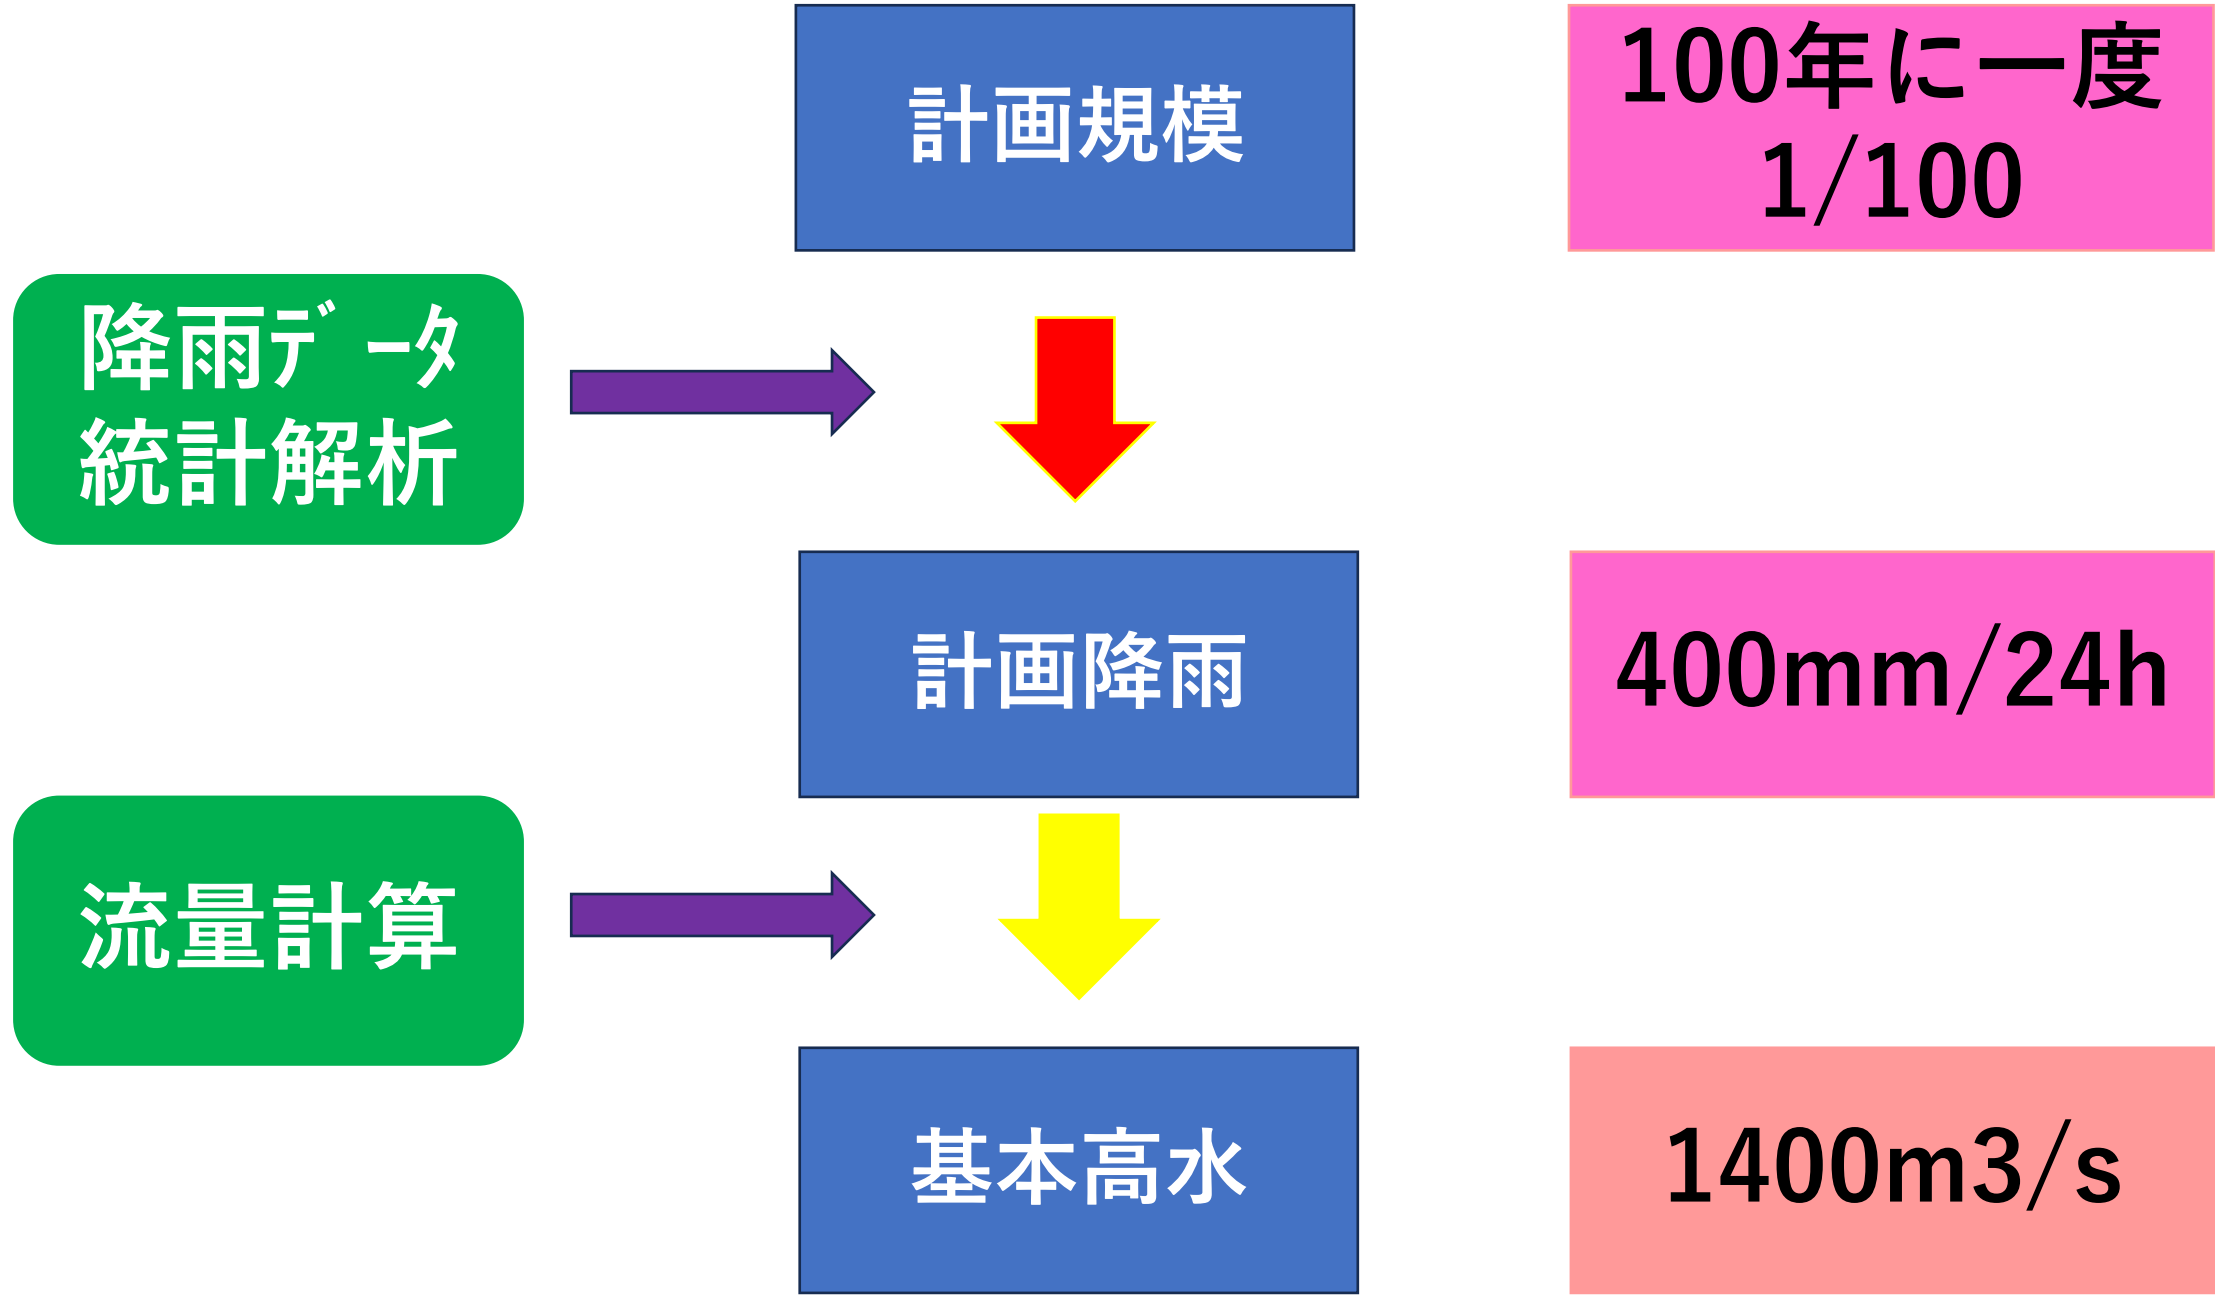 計画規模
100年に一度
1/100
降雨ﾃﾞｰﾀ
統計解析
計画降雨
400mm/24h
流量計算
基本高水
1400m3/s